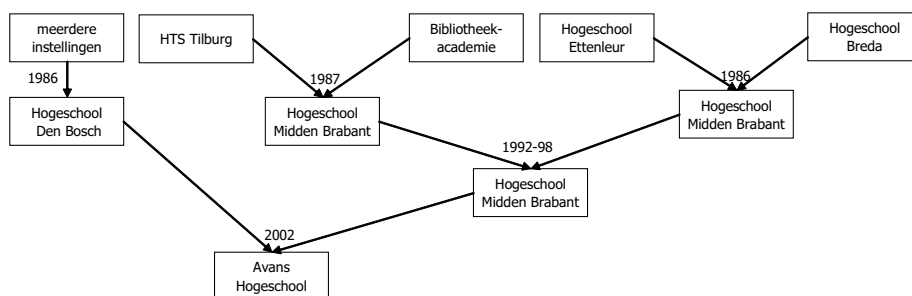 meerdere
instellingen
HTS Tilburg
Bibliotheek-
academie
Hogeschool
Ettenleur
Hogeschool
Breda
1986
1987
1986
Hogeschool
Den Bosch
Hogeschool
Midden Brabant
Hogeschool
Midden Brabant
1992-98
Hogeschool
Midden Brabant
2002
Avans
Hogeschool